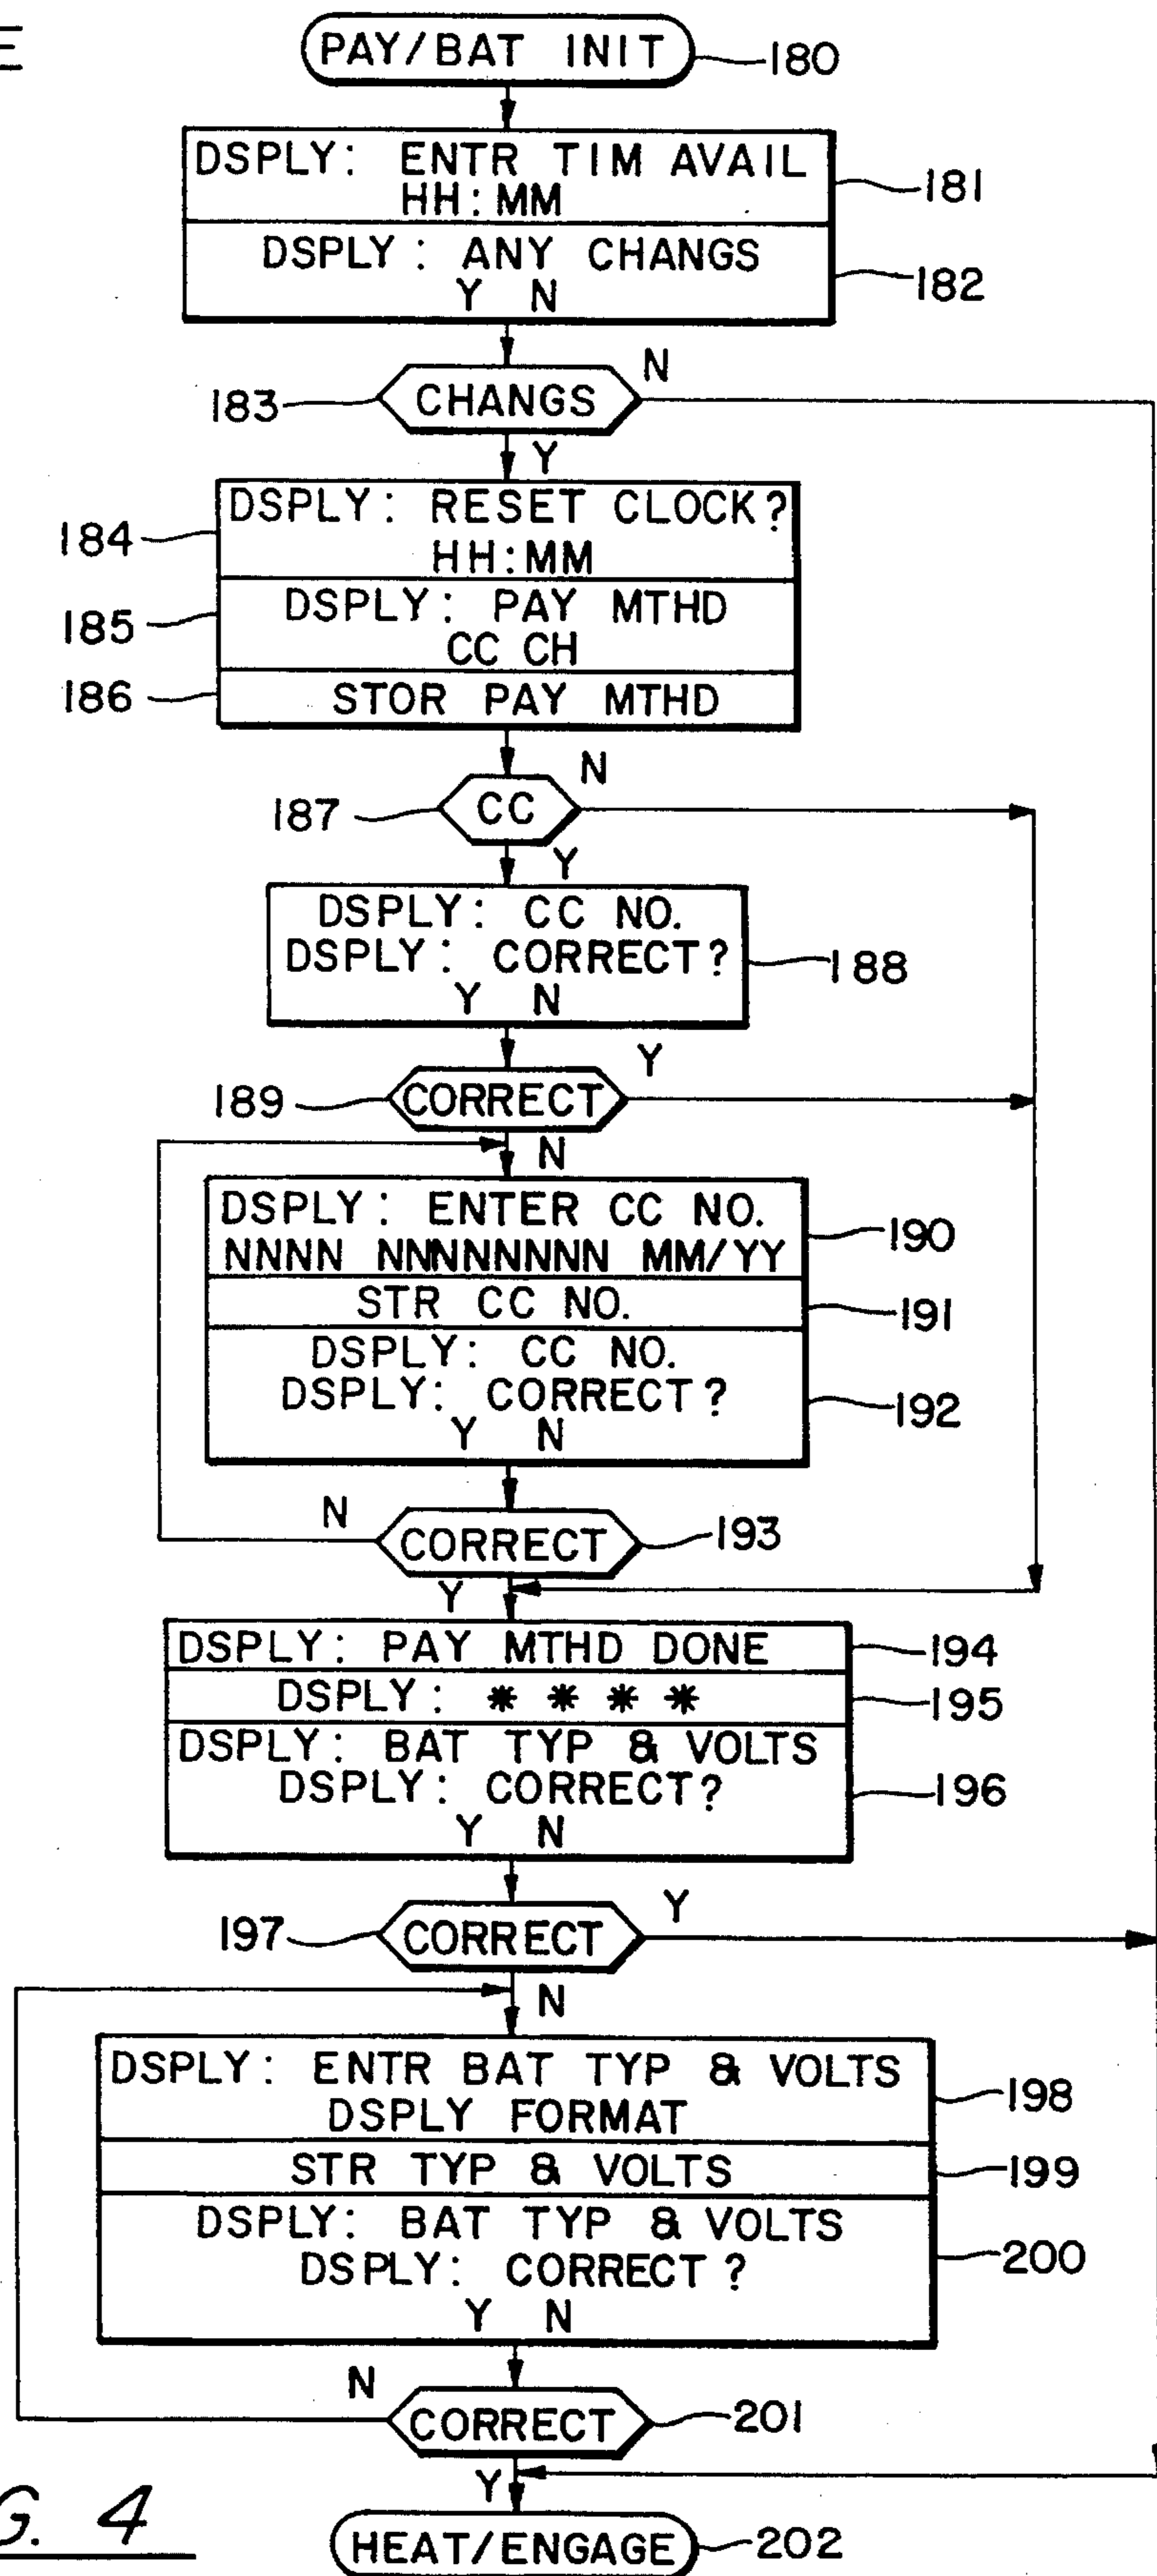 E
PAY/BAT INIT 180
DSPLY: ENTR TIM AVAIL
HH:MM
181
DSPLY: ANY CHANGS
Y N
182
183 CHANGS N
Y
DSPLY: RESET CLOCK?
HH:MM
184
DSPLY: PAY MTHD
CC CH
185
186 STOR PAY MTHD
N
187 CC
Y
DSPLY: CC NO.
DSPLY: CORRECT?
Y N
188
Y
189 CORRECT
N
DSPLY: ENTER CC NO.
NNNN NNNNNNNN MM/YY
190
STR CC NO. 191
DSPLY: CC NO.
DSPLY: CORRECT?
Y N
192
N
CORRECT 193
Y
DSPLY: PAY MTHD DONE 194
DSPLY: * * * * 195
DSPLY: BAT TYP & VOLTS
DSPLY: CORRECT?
Y N
196
Y
197 CORRECT
N
DSPLY: ENTR BAT TYP & VOLTS
DSPLY FORMAT
198
STR TYP & VOLTS 199
DSPLY: BAT TYP & VOLTS
DSPLY: CORRECT?
Y N
200
N
CORRECT 201
Y
G. 4
HEAT/ENGAGE 202